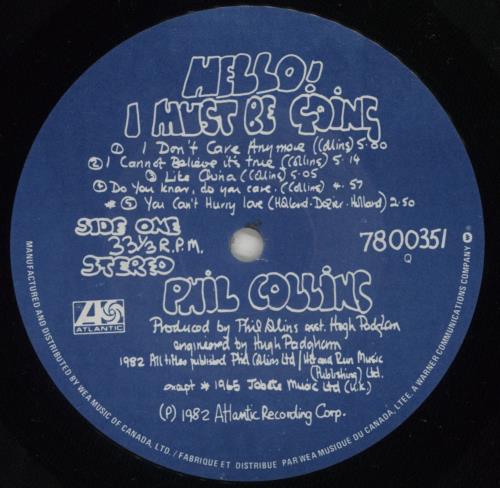 HELLO!
I MUST BE GOING
① I Don't Care Anymore (Collins) 5.00
② I Cannot Believe it's true (Collins) 5.14
③ Like China (Collins) 5.05
④ Do You know, do you care. (Collins) 4.57
* ⑤ You Can't Hurry Love (Holland-Dozier-Holland) 2.50
SIDE ONE
33⅓ R.P.M.
STEREO
7800351
Q
PHIL COLLINS
ATLANTIC
Produced by Phil Collins asst. Hugh Padgham
engineered by Hugh Padgham
1982 All titles published Phil Collins Ltd / Hit and Run Music
(Publishing) Ltd.
except * 1965 Jobete Music Ltd (U.K.)
(P) 1982 Atlantic Recording Corp.
MANUFACTURED AND DISTRIBUTED BY WEA MUSIC OF CANADA, LTD. / FABRIQUÉ ET DISTRIBUE PAR WEA MUSIQUE DU CANADA, LTEE. A WARNER COMMUNICATIONS COMPANY